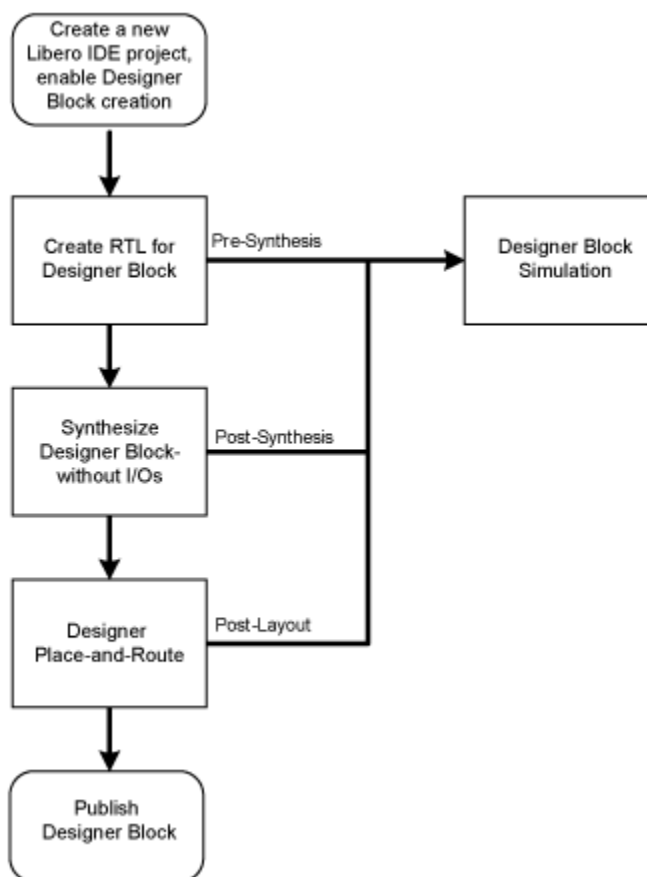 Create a new
Libero IDE project,
enable Designer
Block creation
Create RTL for
Designer Block
Pre-Synthesis
Designer Block
Simulation
Synthesize
Designer Block-
without I/Os
Post-Synthesis
Designer
Place-and-Route
Post-Layout
Publish
Designer Block